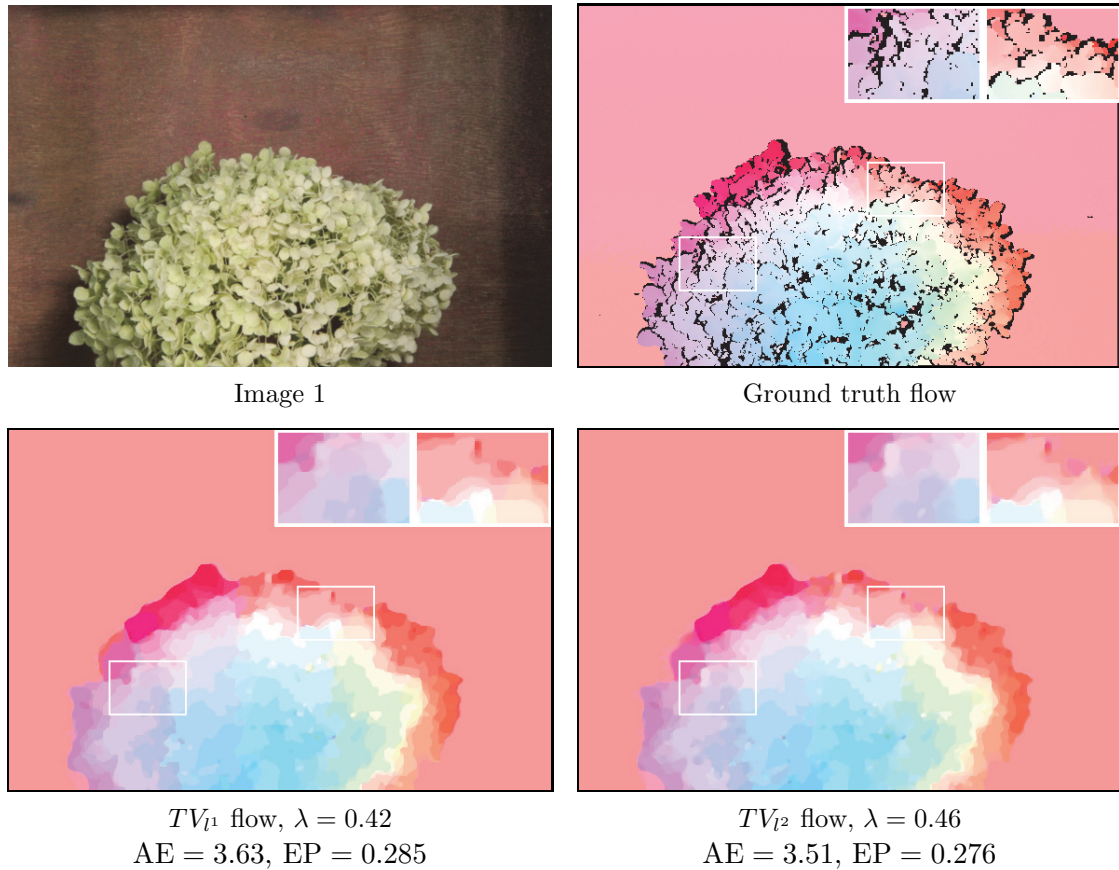 Image 1
Ground truth flow
TV_{l^1} flow, λ = 0.42
AE = 3.63, EP = 0.285
TV_{l^2} flow, λ = 0.46
AE = 3.51, EP = 0.276